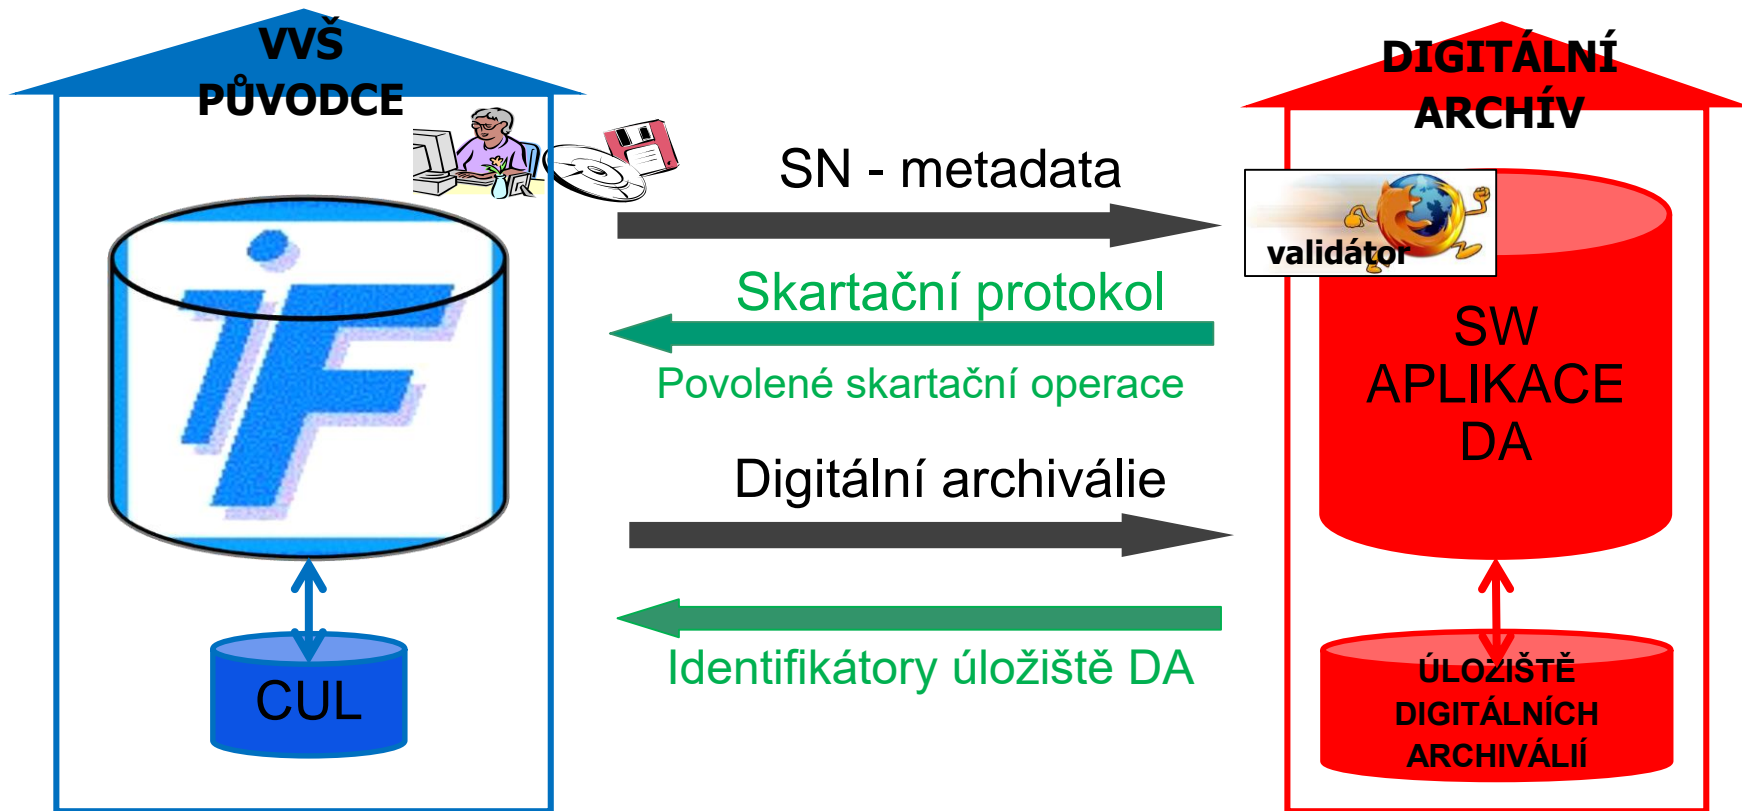 VVŠ
PŮVODCE
iF
CUL
SN - metadata
Skartační protokol
Povolené skartační operace
Digitální archiválie
Identifikátory úložiště DA
DIGITÁLNÍ
ARCHÍV
validátor
SW
APLIKACE
DA
ÚLOŽIŠTĚ
DIGITÁLNÍCH
ARCHIVÁLIÍ